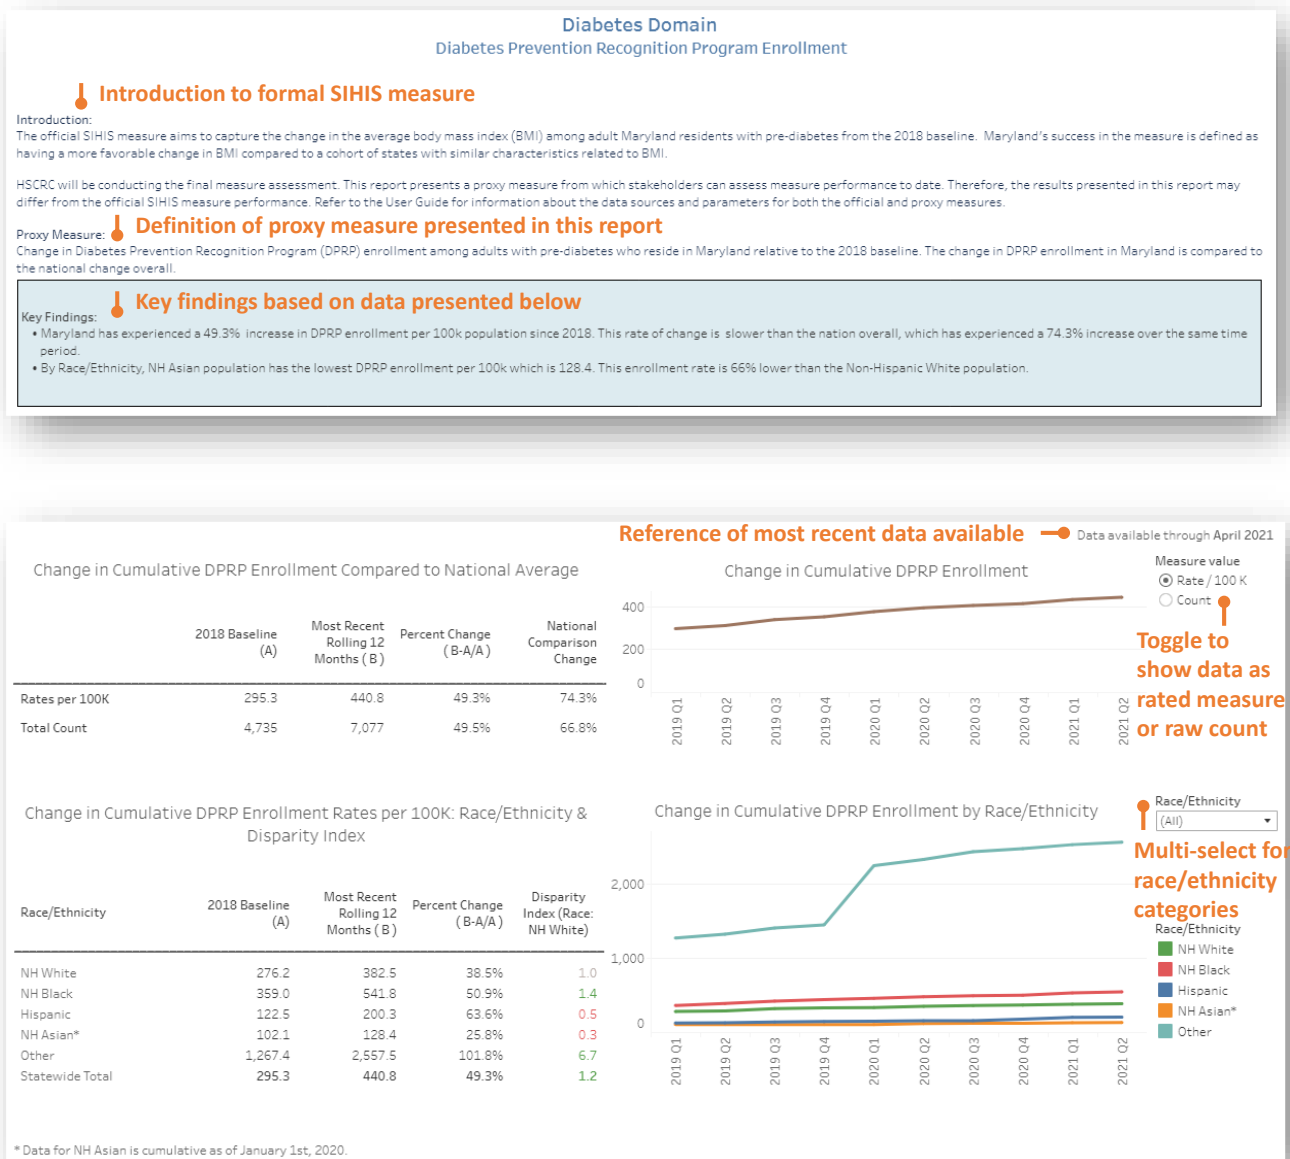 Diabetes Domain
Diabetes Prevention Recognition Program Enrollment
Introduction to formal SIHIS measure
Introduction:
The official SIHIS measure aims to capture the change in the average body mass index (BMI) among adult Maryland residents with pre-diabetes from the 2018 baseline. Maryland's success in the measure is defined as
having a more favorable change in BMI compared to a cohort of states with similar characteristics related to BMI.
HSCRC will be conducting the final measure assessment. This report presents a proxy measure from which stakeholders can assess measure performance to date. Therefore, the results presented in this report may
differ from the official SIHIS measure performance. Refer to the User Guide for information about the data sources and parameters for both the official and proxy measures.
Definition of proxy measure presented in this report
Proxy Measure:
Change in Diabetes Prevention Recognition Program (DPRP) enrollment among adults with pre-diabetes who reside in Maryland relative to the 2018 baseline. The change in DPRP enrollment in Maryland is compared to
the national change overall.
Key findings based on data presented below
Key Findings:
• Maryland has experienced a 49.3% increase in DPRP enrollment per 100k population since 2018. This rate of change is slower than the nation overall, which has experienced a 74.3% increase over the same time
period.
• By Race/Ethnicity, NH Asian population has the lowest DPRP enrollment per 100k which is 128.4. This enrollment rate is 66% lower than the Non-Hispanic White population.
Reference of most recent data available
Data available through April 2021
Change in Cumulative DPRP Enrollment Compared to National Average
2018 Baseline (A) Most Recent Rolling 12 Months ( B ) Percent Change ( B-A/A ) National Comparison Change
Rates per 100K 295.3 440.8 49.3% 74.3%
Total Count 4,735 7,077 49.5% 66.8%
Change in Cumulative DPRP Enrollment
400
200
0
2019 Q1 2019 Q2 2019 Q3 2019 Q4 2020 Q1 2020 Q2 2020 Q3 2020 Q4 2021 Q1 2021 Q2
Measure value
Rate / 100 K
Count
Toggle to
show data as
rated measure
or raw count
Change in Cumulative DPRP Enrollment Rates per 100K: Race/Ethnicity &
Disparity Index
Race/Ethnicity 2018 Baseline (A) Most Recent Rolling 12 Months ( B ) Percent Change ( B-A/A ) Disparity Index (Race: NH White)
NH White 276.2 382.5 38.5% 1.0
NH Black 359.0 541.8 50.9% 1.4
Hispanic 122.5 200.3 63.6% 0.5
NH Asian* 102.1 128.4 25.8% 0.3
Other 1,267.4 2,557.5 101.8% 6.7
Statewide Total 295.3 440.8 49.3% 1.2
Change in Cumulative DPRP Enrollment by Race/Ethnicity
2,000
1,000
0
2019 Q1 2019 Q2 2019 Q3 2019 Q4 2020 Q1 2020 Q2 2020 Q3 2020 Q4 2021 Q1 2021 Q2
Race/Ethnicity
(All)
Multi-select for
race/ethnicity
categories
Race/Ethnicity
NH White
NH Black
Hispanic
NH Asian*
Other
* Data for NH Asian is cumulative as of January 1st, 2020.